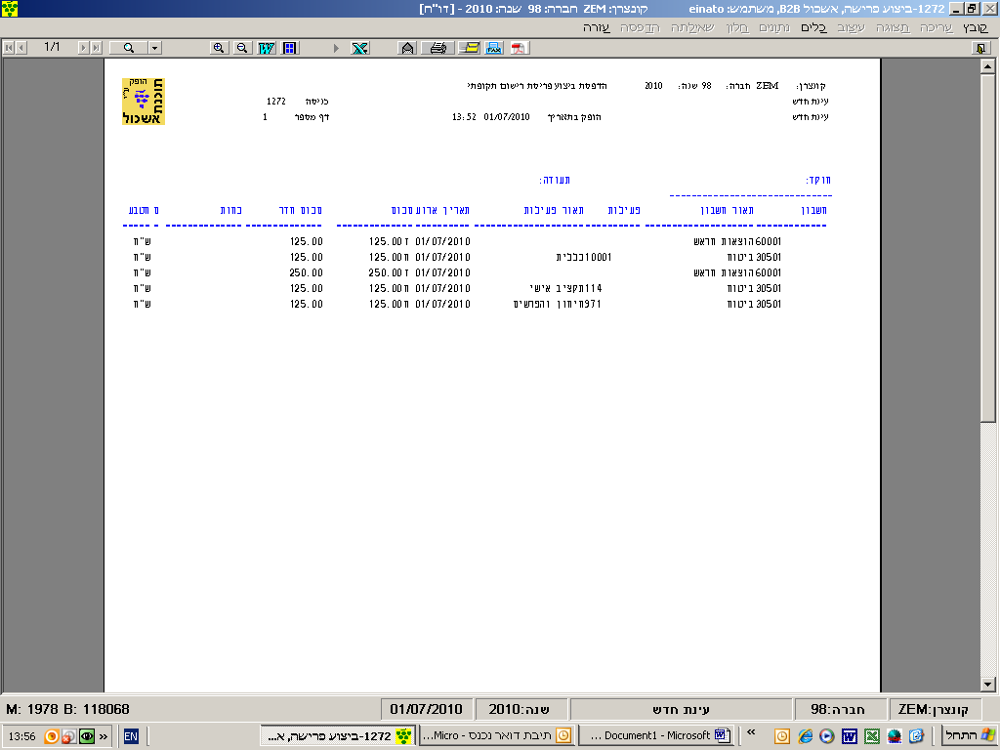 1272-ביצוע פרישה, אשכול B2B, משתמש: einato קונצרן: ZEM חברה: 98 שנה: 2010 - [דו"ח]
קובץ עריכה תצוגה עיצוב כלים נתונים חלון שאילתה הדפסה עזרה
1/1
הופק ע"י תוכנת אשכול
קונצרן: ZEM חברה: 98 שנה: 2010 הדפסת ביצוע פריסת רישום תקופתי
עינת חדש כניסה 1272
עינת חדש הופק בתאריך 01/07/2010 13:52 דף מספר 1
מוקד: תעודה:
חשבון תאור חשבון פעילות תאור פעילות תאריך ארוע סכום סכום מדד כמות מ מטבע
60001 הוצאות מראש 01/07/2010 ז 125.00 125.00 ש"ח
30501 ביטוח 10001 כללית 01/07/2010 ח 125.00 125.00 ש"ח
60001 הוצאות מראש 01/07/2010 ז 250.00 250.00 ש"ח
30501 ביטוח 114 תקציב אישי 01/07/2010 ח 125.00 125.00 ש"ח
30501 ביטוח 971 מיחון והפרשים 01/07/2010 ח 125.00 125.00 ש"ח
קונצרן:ZEM חברה:98 עינת חדש שנה:2010 01/07/2010 M: 1978 B: 118068
התחל Document1 - Microsoft ... תיבת דואר נכנס - Micro... 1272-ביצוע פרישה, א... EN 13:56